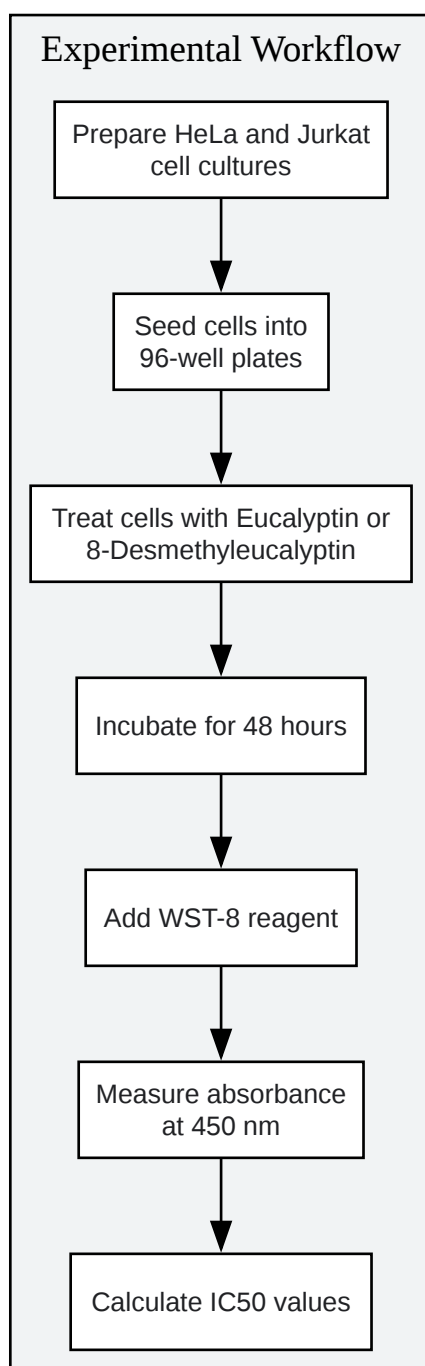 Experimental Workflow
Prepare HeLa and Jurkat
cell cultures
Seed cells into
96-well plates
Treat cells with Eucalyptin or
8-Desmethyleucalyptin
Incubate for 48 hours
Add WST-8 reagent
Measure absorbance
at 450 nm
Calculate IC50 values